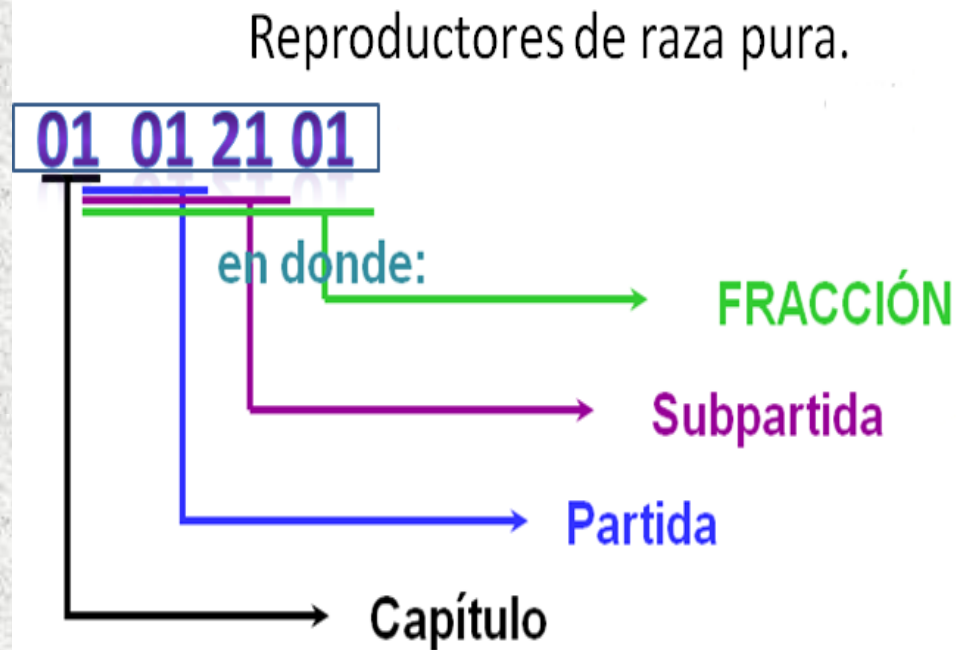 Reproductores de raza pura.
01 01 21 01
en donde:
FRACCIÓN
Subpartida
Partida
Capítulo